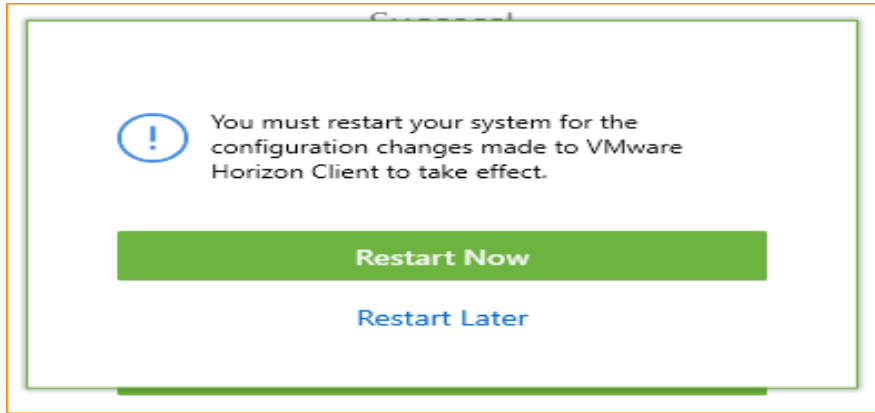 You must restart your system for the
configuration changes made to VMware
Horizon Client to take effect.
Restart Now
Restart Later